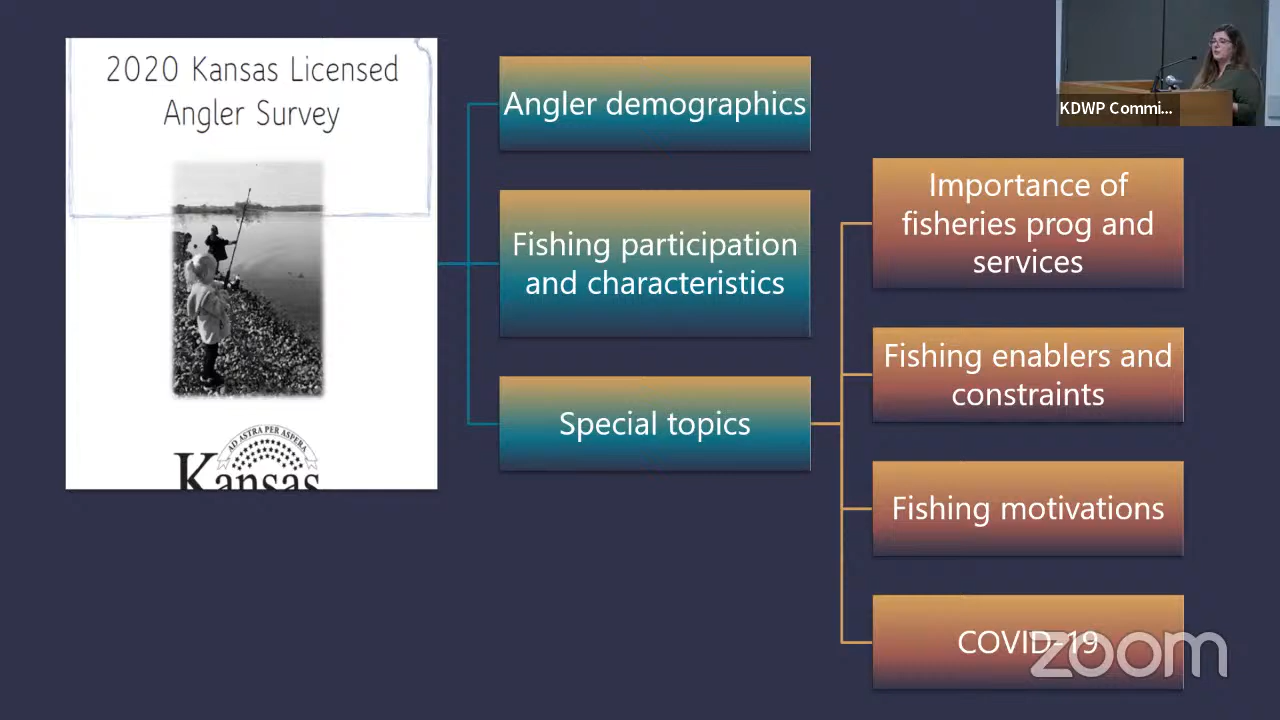 2020 Kansas Licensed
Angler Survey
AD ASTRA PER ASPERA
Kansas
Angler demographics
Fishing participation
and characteristics
Special topics
Importance of
fisheries prog and
services
Fishing enablers and
constraints
Fishing motivations
COVID-19
KDWP Commi...
zoom